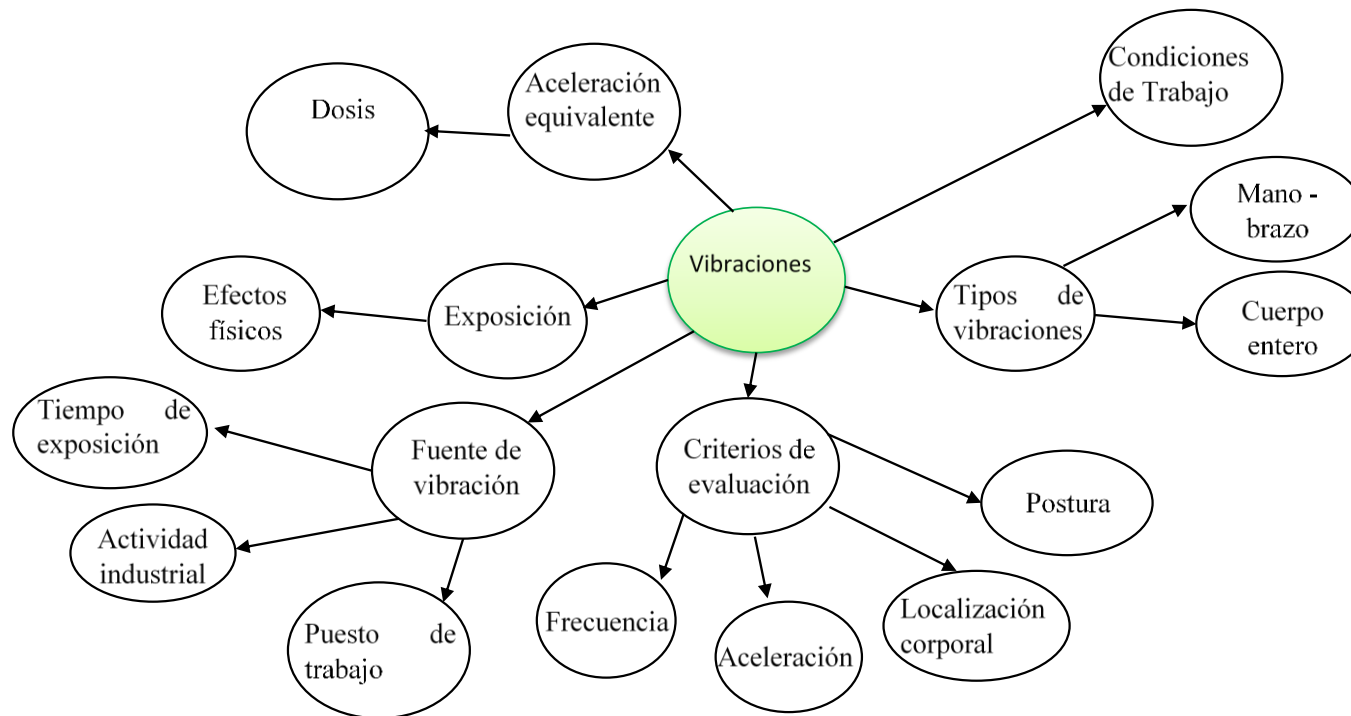 Condiciones
de Trabajo
Aceleración
equivalente
Dosis
Mano -
brazo
Vibraciones
Efectos
físicos
Exposición
Tipos de
vibraciones
Cuerpo
entero
Tiempo de
exposición
Fuente de
vibración
Criterios de
evaluación
Postura
Actividad
industrial
Frecuencia
Localización
corporal
Puesto de
trabajo
Aceleración